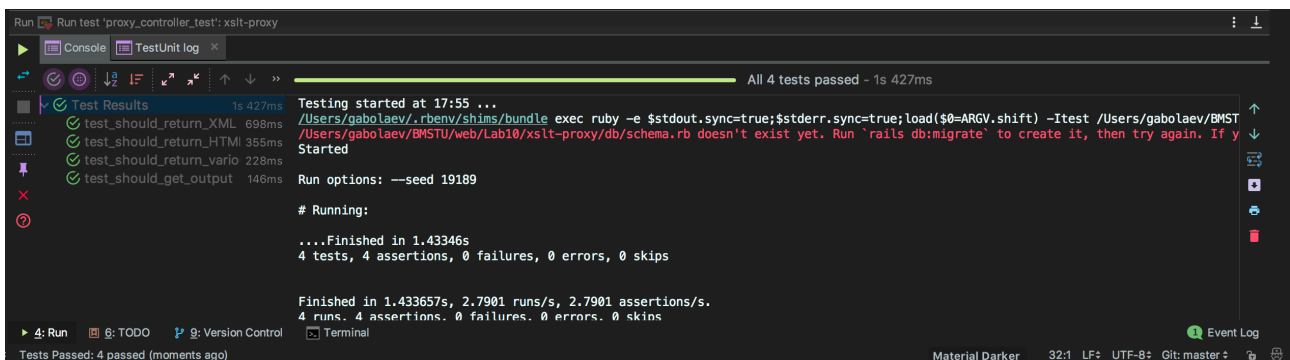 Run Run test 'proxy_controller_test': xslt-proxy
Console TestUnit log ×
All 4 tests passed - 1s 427ms
Test Results 1s 427ms
test_should_return_XML 698ms
test_should_return_HTMI 355ms
test_should_return_vario 228ms
test_should_get_output 146ms
Testing started at 17:55 ...
/Users/gabolaev/.rbenv/shims/bundle exec ruby -e $stdout.sync=true;$stderr.sync=true;load($0=ARGV.shift) -Itest /Users/gabolaev/BMST
/Users/gabolaev/BMSTU/web/Lab10/xslt-proxy/db/schema.rb doesn't exist yet. Run `rails db:migrate` to create it, then try again. If y
Started
Run options: --seed 19189
# Running:
....Finished in 1.43346s
4 tests, 4 assertions, 0 failures, 0 errors, 0 skips
Finished in 1.433657s, 2.7901 runs/s, 2.7901 assertions/s.
4 runs, 4 assertions, 0 failures, 0 errors, 0 skips
4: Run 6: TODO 9: Version Control Terminal 1 Event Log
Tests Passed: 4 passed (moments ago) Material Darker 32:1 LF UTF-8 Git: master